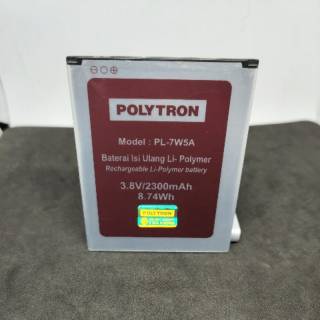 POLYTRON
Model : PL-7W5A
Baterai Isi Ulang Li- Polymer
Rechargeable Li-Polymer battery
3.8V/2300mAh
8.74Wh
POLYTRON